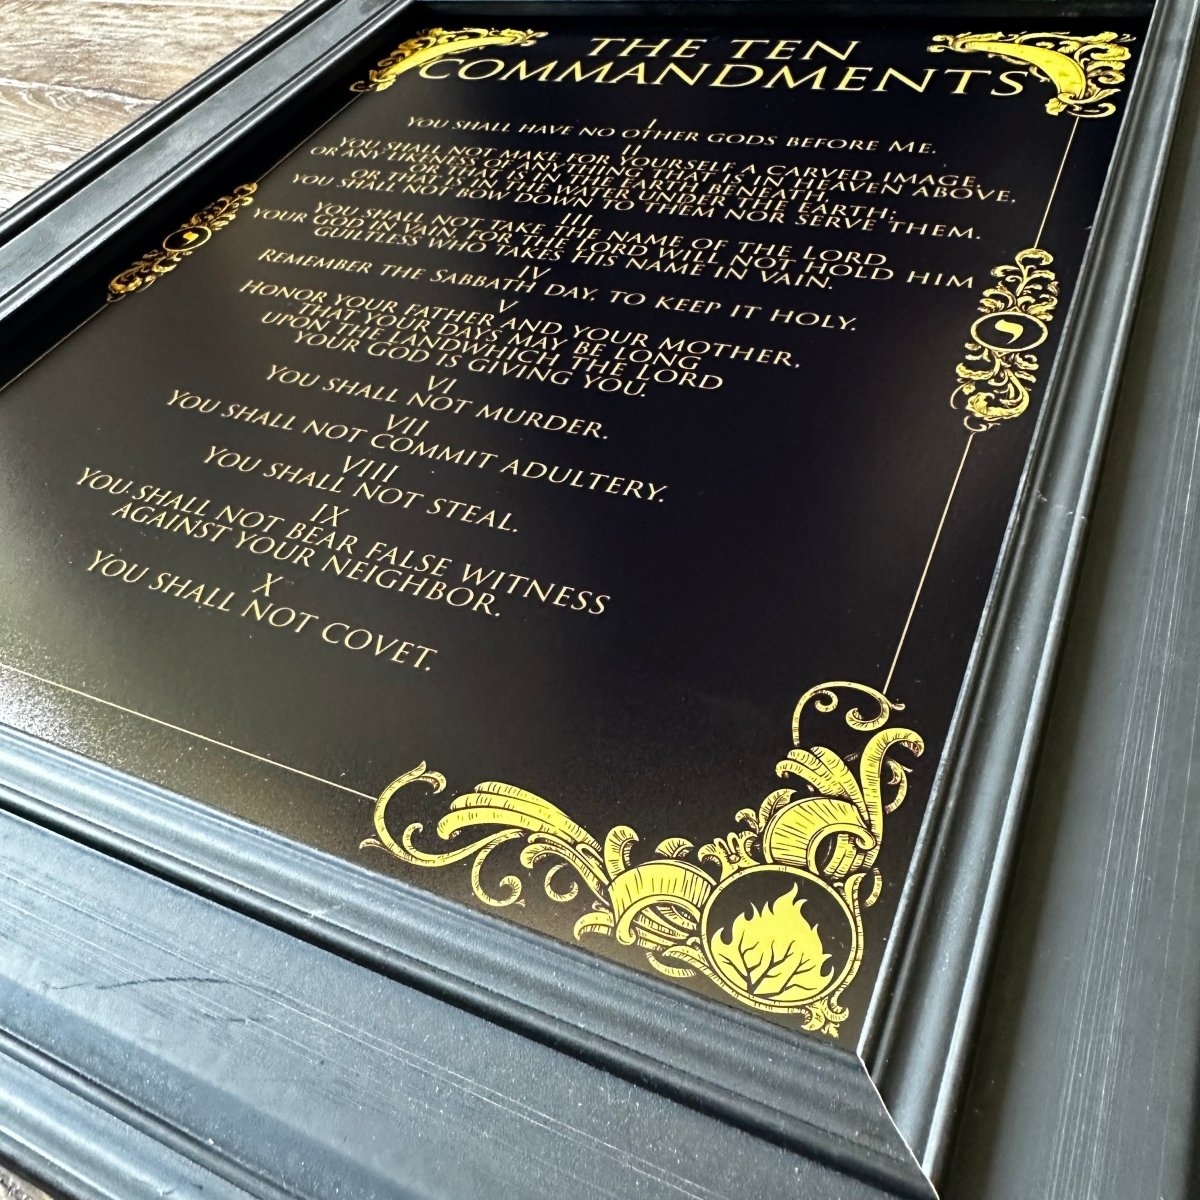 THE TEN
COMMANDMENTS
I
YOU SHALL HAVE NO OTHER GODS BEFORE ME.
II
YOU SHALL NOT MAKE FOR YOURSELF A CARVED IMAGE,
OR ANY LIKENESS OF ANYTHING THAT IS IN HEAVEN ABOVE,
OR THAT IS IN THE EARTH BENEATH,
OR THAT IS IN THE WATER UNDER THE EARTH;
YOU SHALL NOT BOW DOWN TO THEM NOR SERVE THEM.
III
YOU SHALL NOT TAKE THE NAME OF THE LORD
YOUR GOD IN VAIN, FOR THE LORD WILL NOT HOLD HIM
GUILTLESS WHO TAKES HIS NAME IN VAIN.
IV
REMEMBER THE SABBATH DAY, TO KEEP IT HOLY.
V
HONOR YOUR FATHER AND YOUR MOTHER,
THAT YOUR DAYS MAY BE LONG
UPON THE LANDWHICH THE LORD
YOUR GOD IS GIVING YOU.
VI
YOU SHALL NOT MURDER.
VII
YOU SHALL NOT COMMIT ADULTERY.
VIII
YOU SHALL NOT STEAL.
IX
YOU SHALL NOT BEAR FALSE WITNESS
AGAINST YOUR NEIGHBOR.
X
YOU SHALL NOT COVET.
י
י